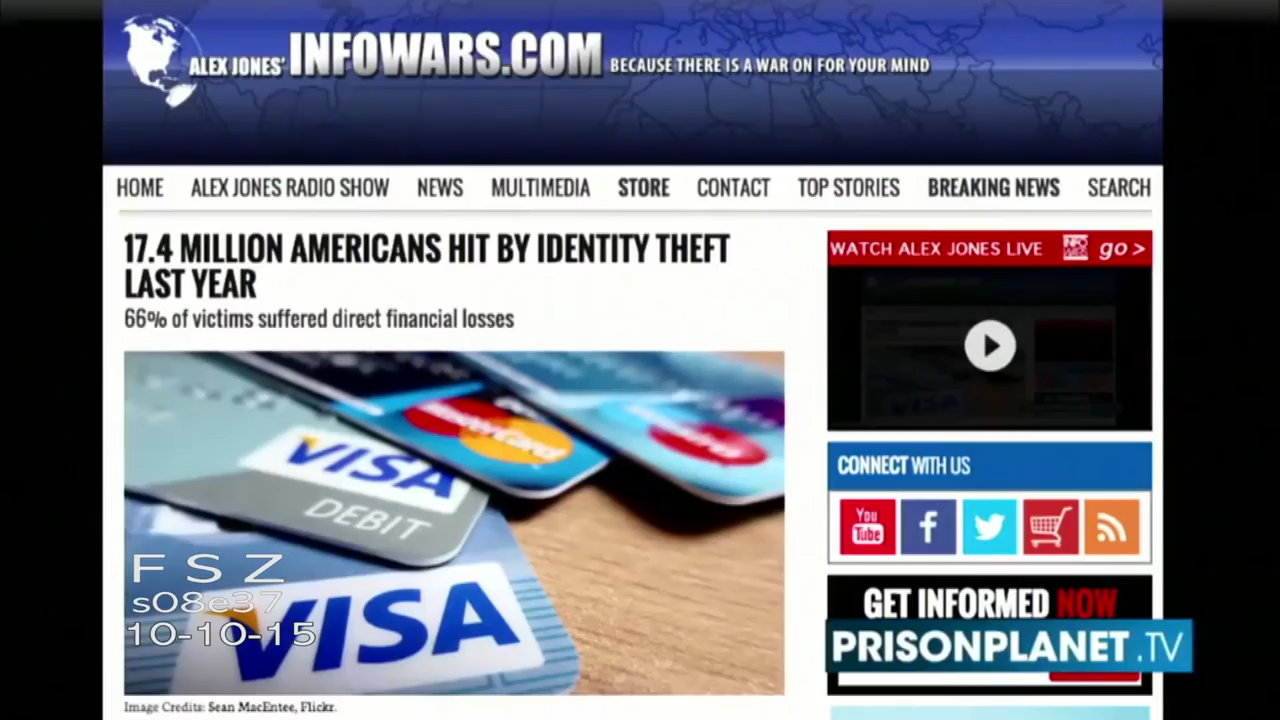 ALEX JONES' INFOWARS.COM BECAUSE THERE IS A WAR ON FOR YOUR MIND
HOME ALEX JONES RADIO SHOW NEWS MULTIMEDIA STORE CONTACT TOP STORIES BREAKING NEWS SEARCH
17.4 MILLION AMERICANS HIT BY IDENTITY THEFT
LAST YEAR
66% of victims suffered direct financial losses
WATCH ALEX JONES LIVE INFO WARS go >
MasterCard
VISA
DEBIT
CONNECT WITH US
You
Tube
F S Z
s08e37
10-10-15
VISA
GET INFORMED NOW
PRISONPLANET.TV
Image Credits: Sean MacEntee, Flickr.